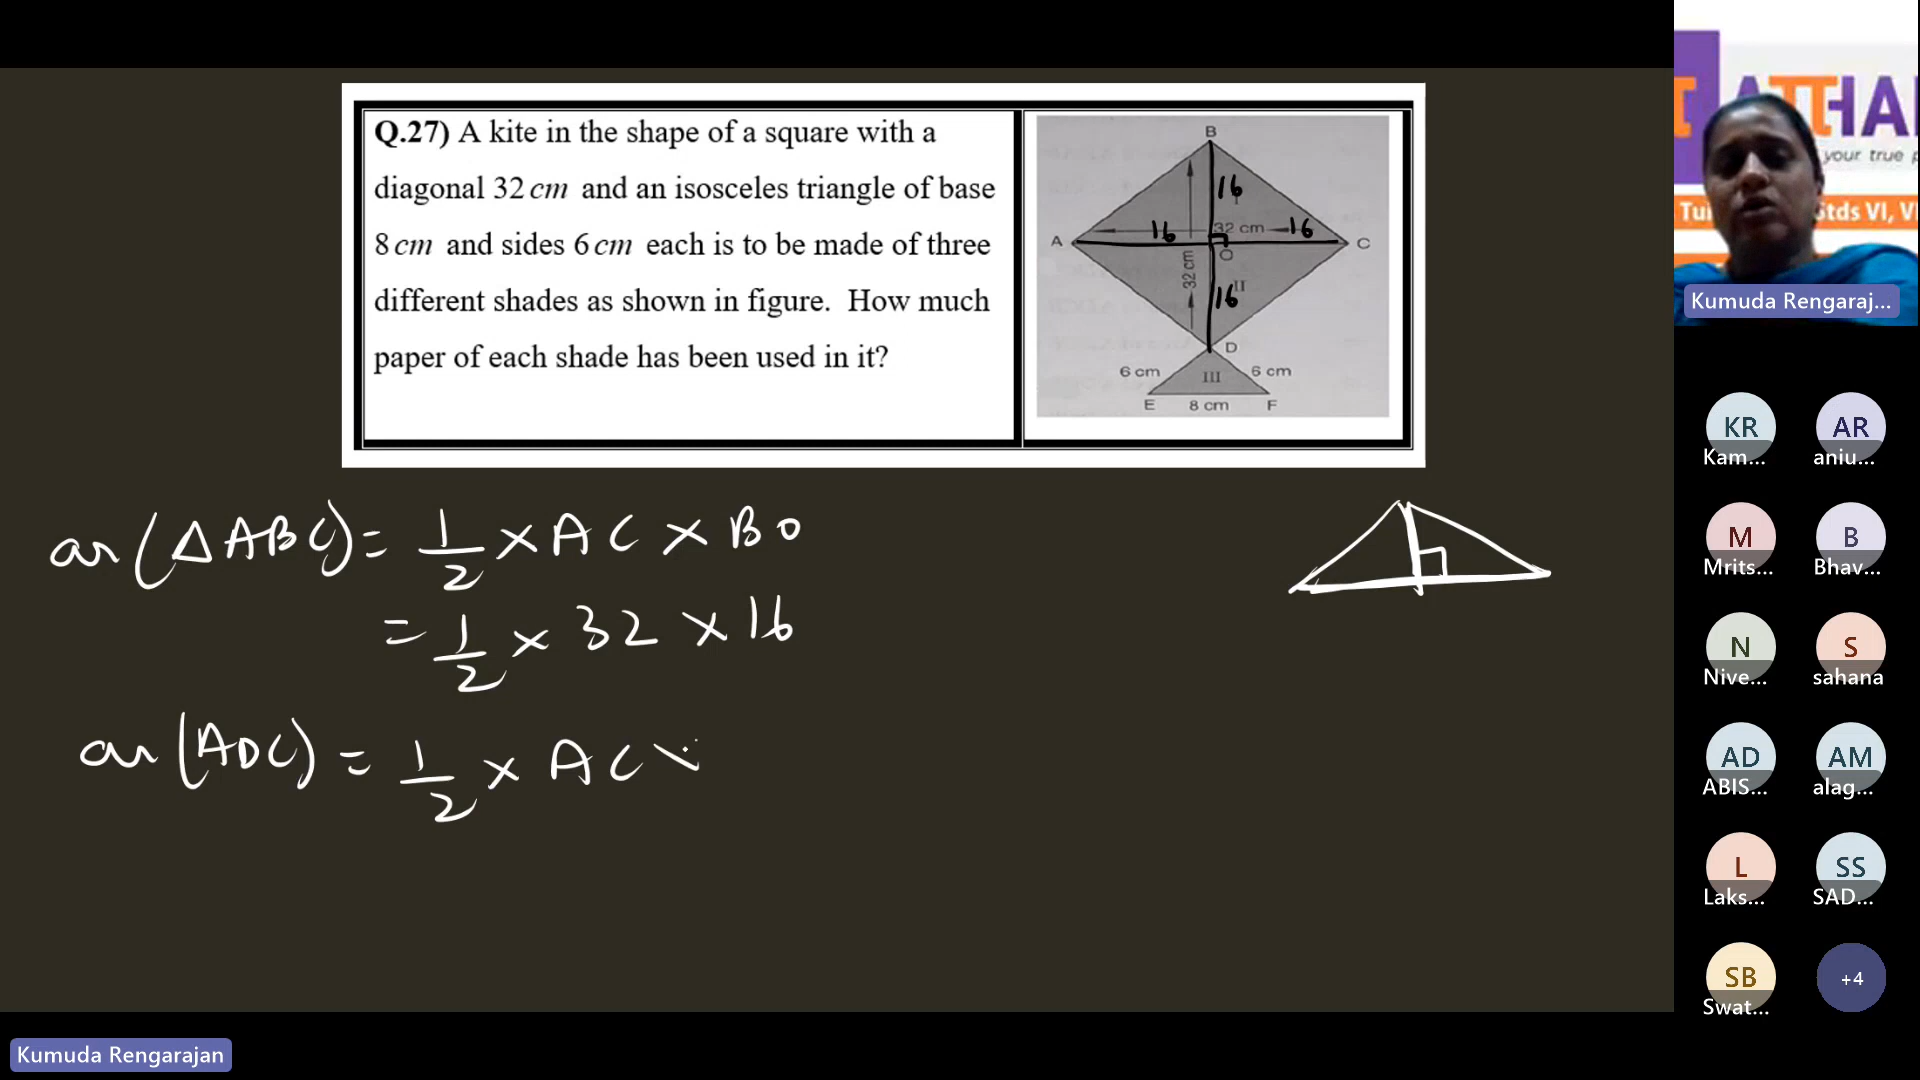 Q.27) A kite in the shape of a square with a
diagonal 32 cm and an isosceles triangle of base
8 cm and sides 6 cm each is to be made of three
different shades as shown in figure. How much
paper of each shade has been used in it?
B
16
I
A
16
32 cm
16
C
O
32 cm
II
16
D
6 cm
III
6 cm
E
8 cm
F
ar(△ABC) = 1/2 × AC × BO
= 1/2 × 32 × 16
ar(ADC) = 1/2 × AC
your true p
Kumuda Rengaraj...
KR
Kam...
AR
aniu...
M
Mrits...
B
Bhav...
N
Nive...
S
sahana
AD
ABIS...
AM
alag...
L
Laks...
SS
SAD...
SB
Swat...
+4
Kumuda Rengarajan